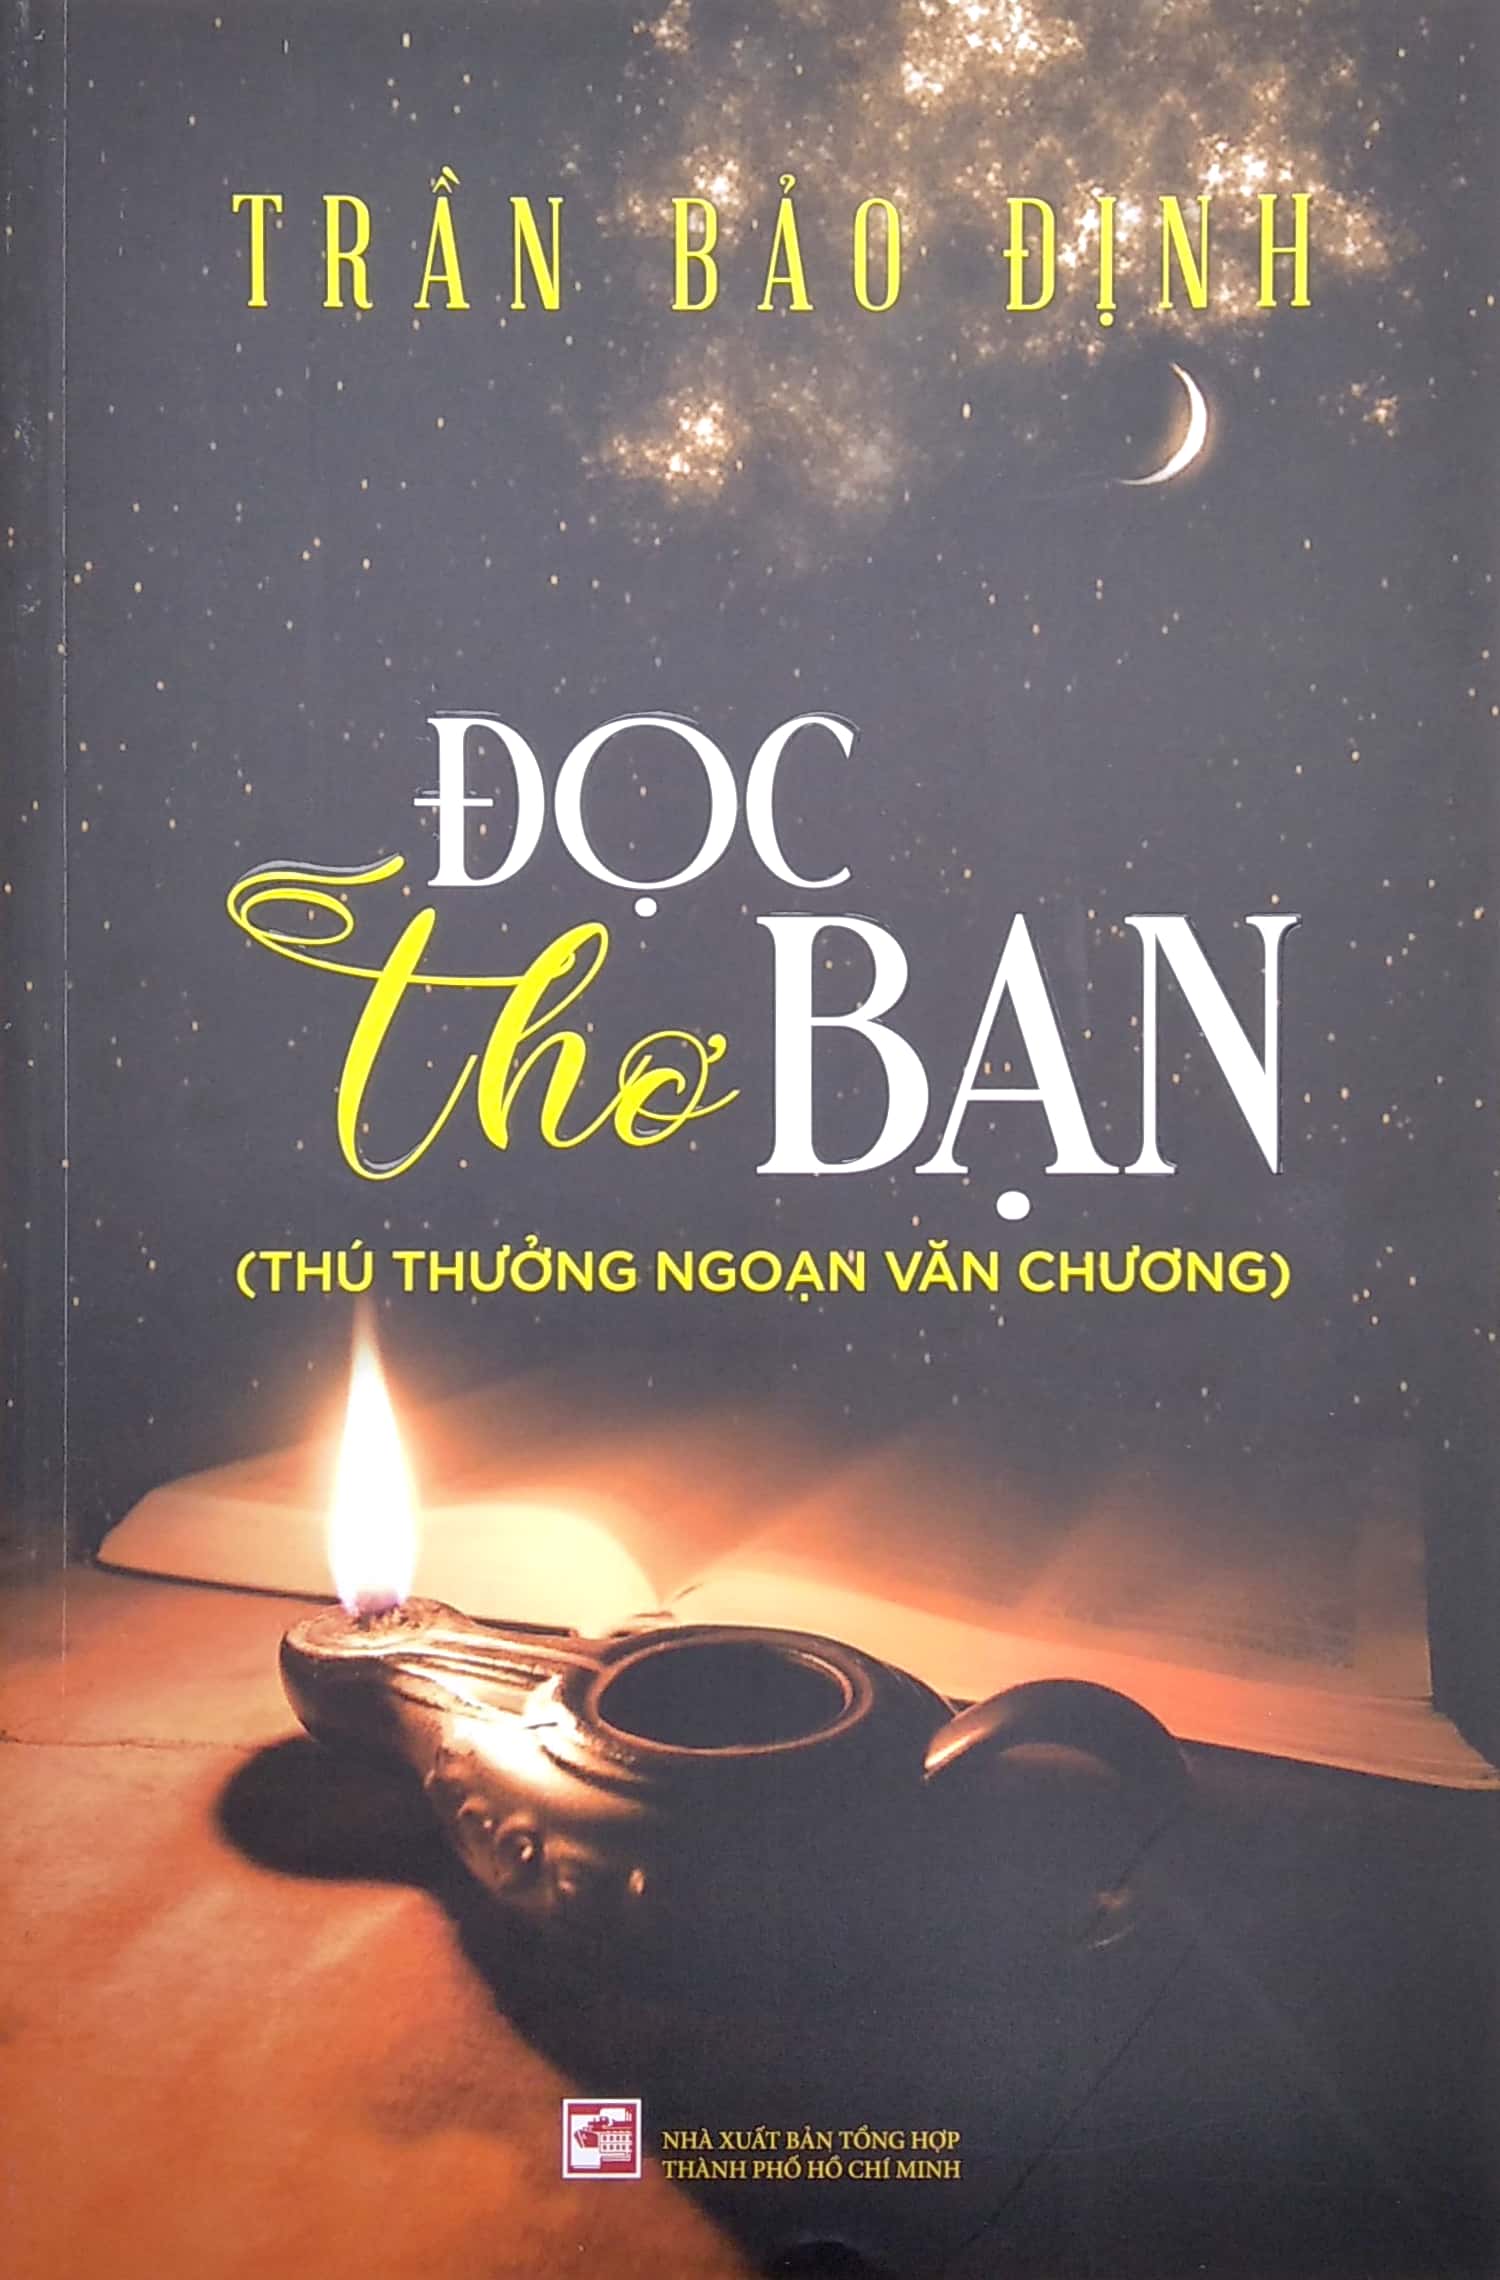 TRẦN BẢO ĐỊNH
ĐỌC
thơ BẠN
(THÚ THƯỞNG NGOẠN VĂN CHƯƠNG)
NHÀ XUẤT BẢN TỔNG HỢP
THÀNH PHỐ HỒ CHÍ MINH